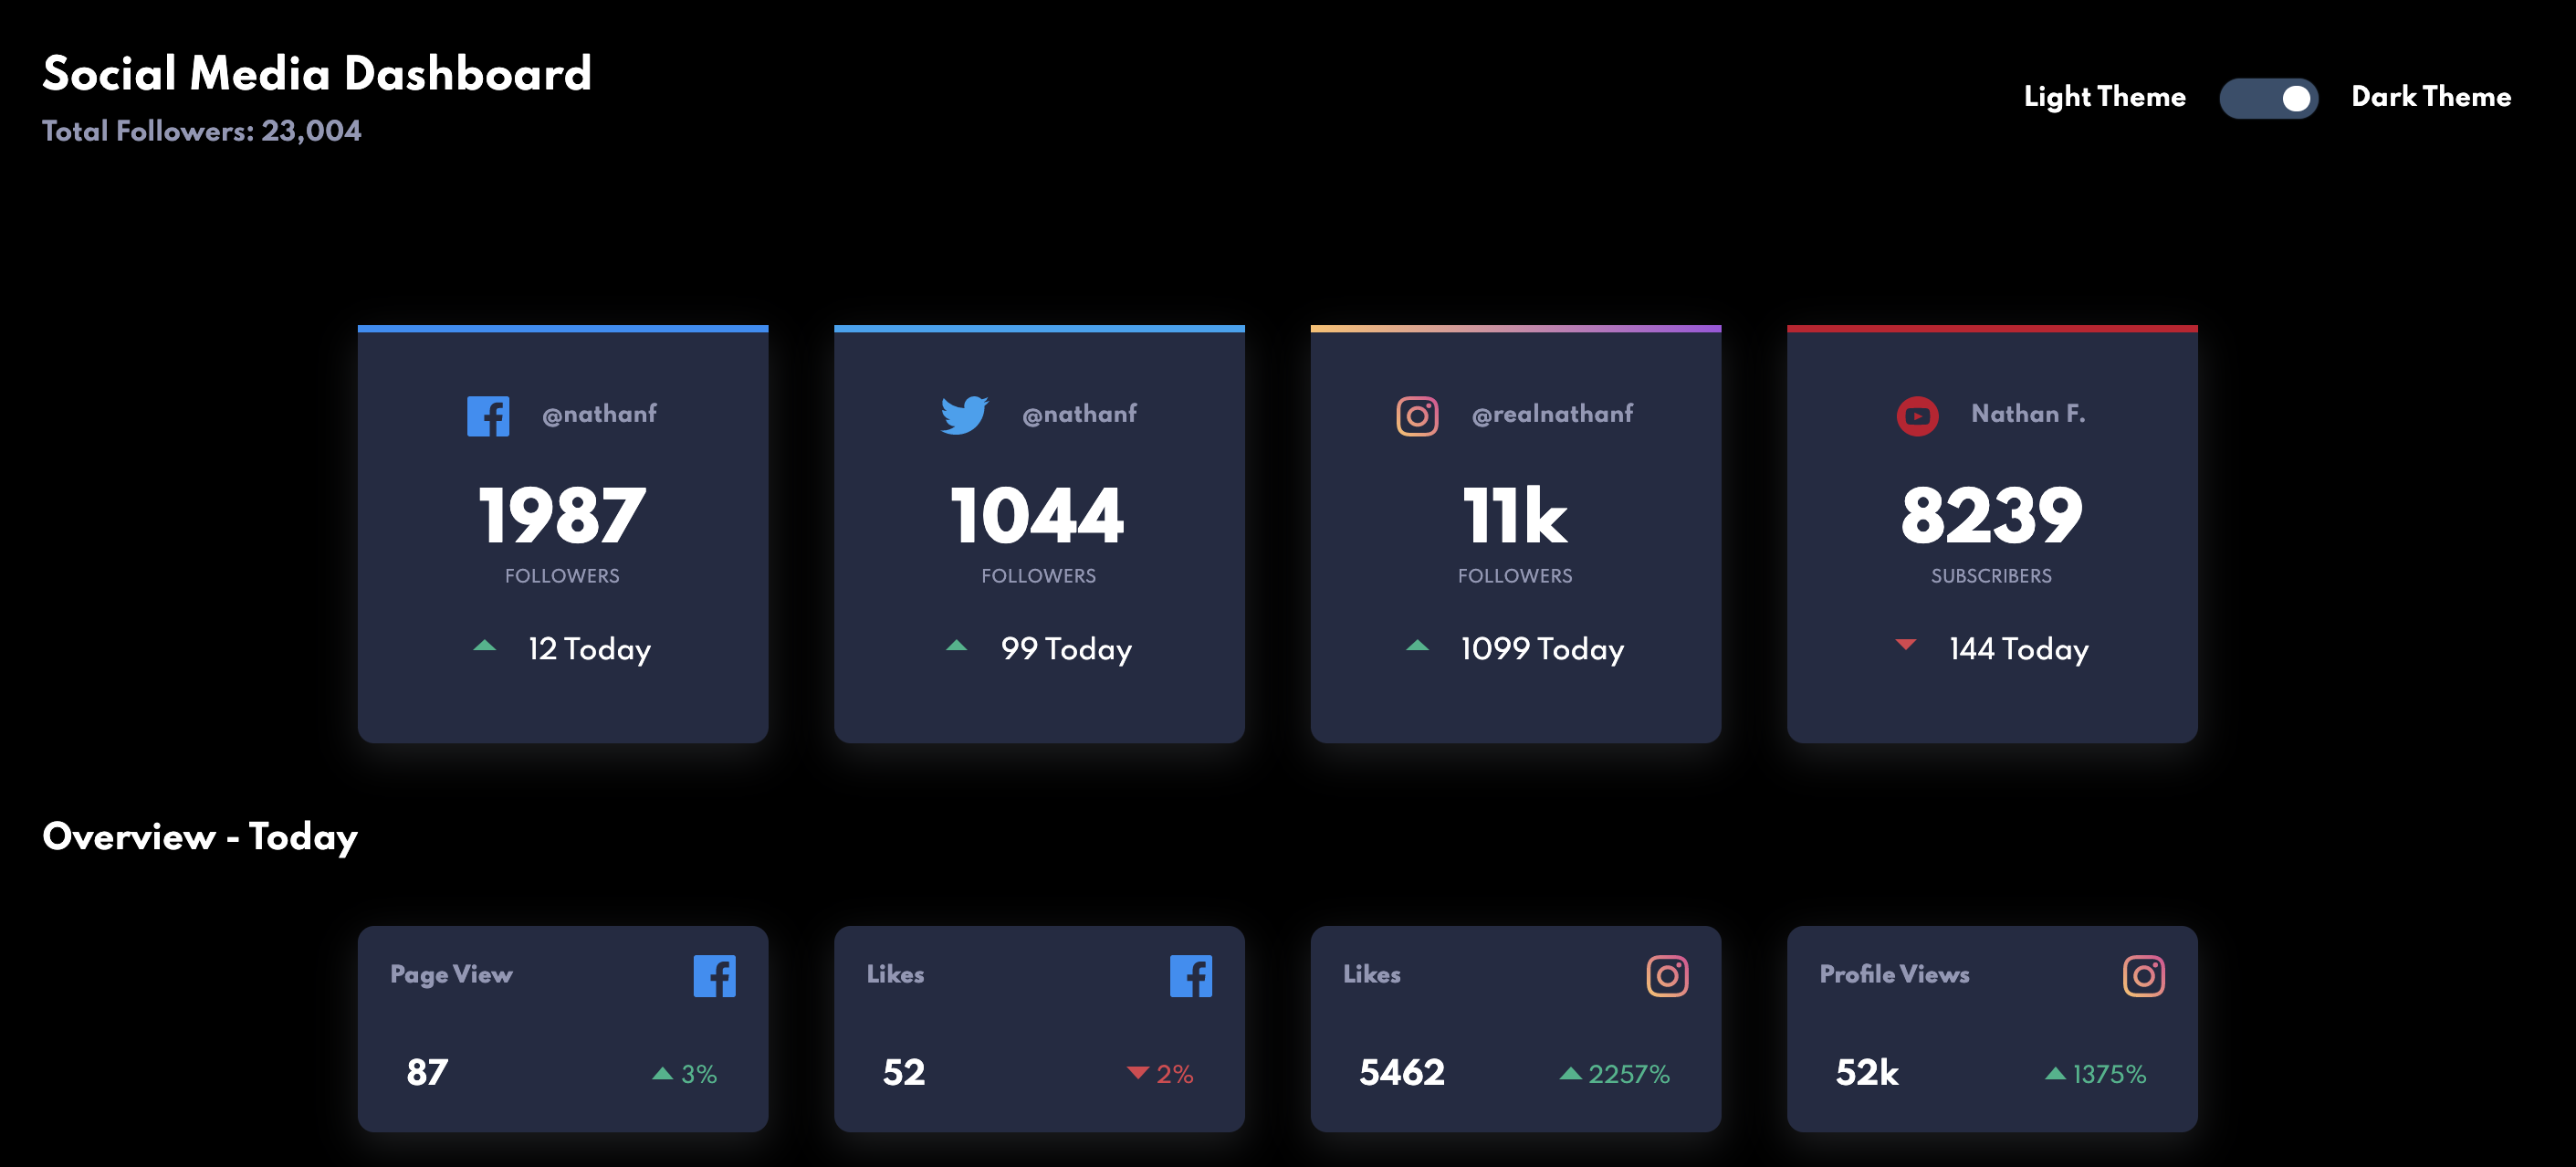 Social Media Dashboard
Total Followers: 23,004
Light Theme
Dark Theme
@nathanf
1987
FOLLOWERS
12 Today
@nathanf
1044
FOLLOWERS
99 Today
@realnathanf
11k
FOLLOWERS
1099 Today
Nathan F.
8239
SUBSCRIBERS
144 Today
Overview - Today
Page View
87
3%
Likes
52
2%
Likes
5462
2257%
Profile Views
52k
1375%